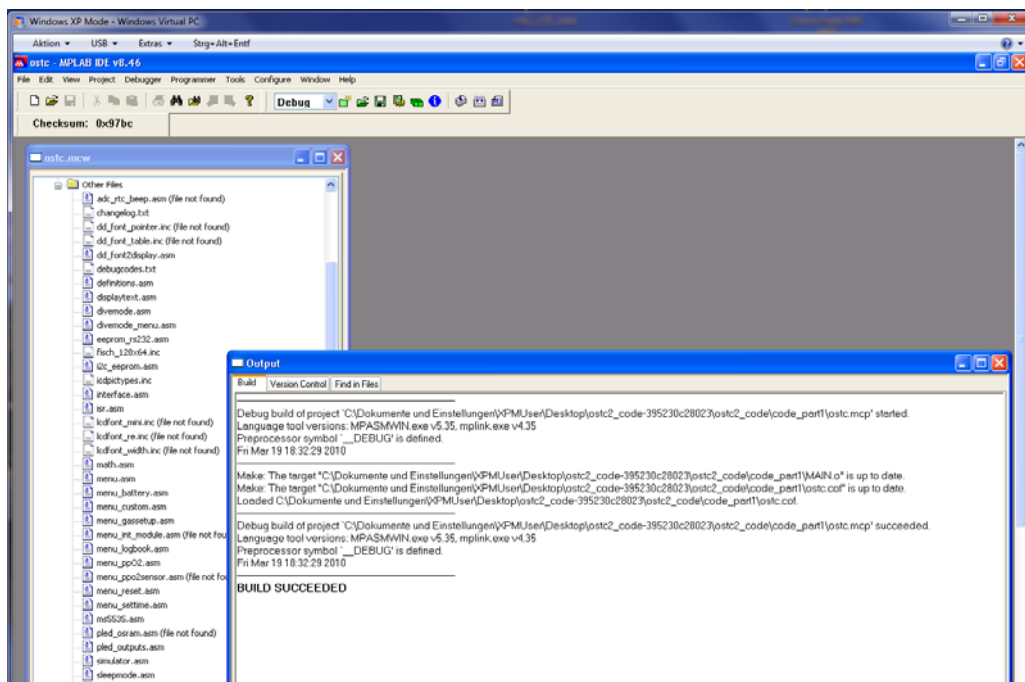 Windows XP Mode - Windows Virtual PC
Aktion USB Extras Strg+Alt+Entf
ostc - MPLAB IDE v8.46
File Edit View Project Debugger Programmer Tools Configure Window Help
Debug
Checksum: 0x97bc
ostc.mcw
Other Files
adc_rtc_beep.asm (file not found)
changelog.txt
dd_font_pointer.inc (file not found)
dd_font_table.inc (file not found)
dd_font2display.asm
debugcodes.txt
definitions.asm
displaytext.asm
divemode.asm
divemode_menu.asm
eeprom_rs232.asm
fisch_128x64.inc
i2c_eeprom.asm
icdpictypes.inc
interface.asm
isr.asm
lcdfont_mini.inc (file not found)
lcdfont_re.inc (file not found)
lcdfont_width.inc (file not found)
math.asm
menu.asm
menu_battery.asm
menu_custom.asm
menu_gassetup.asm
menu_int_module.asm (file not fou
menu_logbook.asm
menu_ppO2.asm
menu_ppo2sensor.asm (file not fo
menu_reset.asm
menu_settime.asm
ms5535.asm
pled_osram.asm (file not found)
pled_outputs.asm
simulator.asm
sleepmode.asm
Output
Build Version Control Find in Files
Debug build of project `C:\Dokumente und Einstellungen\XPMUser\Desktop\ostc2_code-395230c28023\ostc2_code\code_part1\ostc.mcp' started.
Language tool versions: MPASMWIN.exe v5.35, mplink.exe v4.35
Preprocessor symbol `__DEBUG' is defined.
Fri Mar 19 18:32:29 2010
Make: The target "C:\Dokumente und Einstellungen\XPMUser\Desktop\ostc2_code-395230c28023\ostc2_code\code_part1\MAIN.o" is up to date.
Make: The target "C:\Dokumente und Einstellungen\XPMUser\Desktop\ostc2_code-395230c28023\ostc2_code\code_part1\ostc.cof" is up to date.
Loaded C:\Dokumente und Einstellungen\XPMUser\Desktop\ostc2_code-395230c28023\ostc2_code\code_part1\ostc.cof.
Debug build of project `C:\Dokumente und Einstellungen\XPMUser\Desktop\ostc2_code-395230c28023\ostc2_code\code_part1\ostc.mcp' succeeded.
Language tool versions: MPASMWIN.exe v5.35, mplink.exe v4.35
Preprocessor symbol `__DEBUG' is defined.
Fri Mar 19 18:32:29 2010
BUILD SUCCEEDED